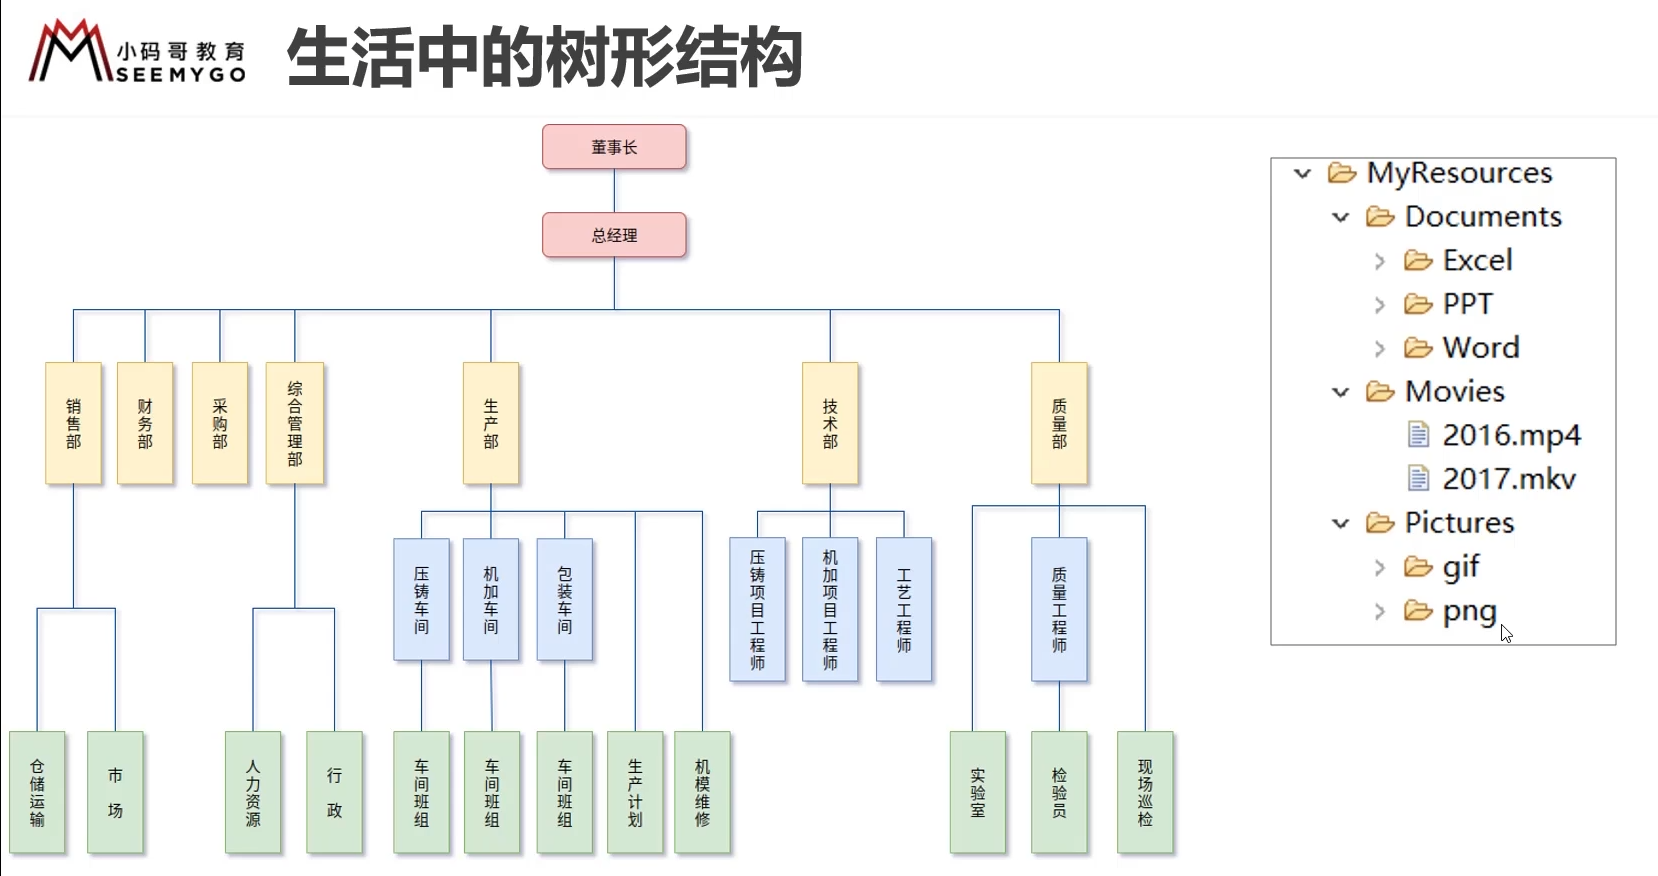 小码哥教育
SEEMYGO
生活中的树形结构
董事长
总经理
销售部
财务部
采购部
综合管理部
生产部
技术部
质量部
压铸车间
机加车间
包装车间
压铸项目工程师
机加项目工程师
工艺工程师
质量工程师
仓储运输
市场
人力资源
行政
车间班组
车间班组
车间班组
生产计划
机模维修
实验室
检验员
现场巡检
MyResources
Documents
Excel
PPT
Word
Movies
2016.mp4
2017.mkv
Pictures
gif
png